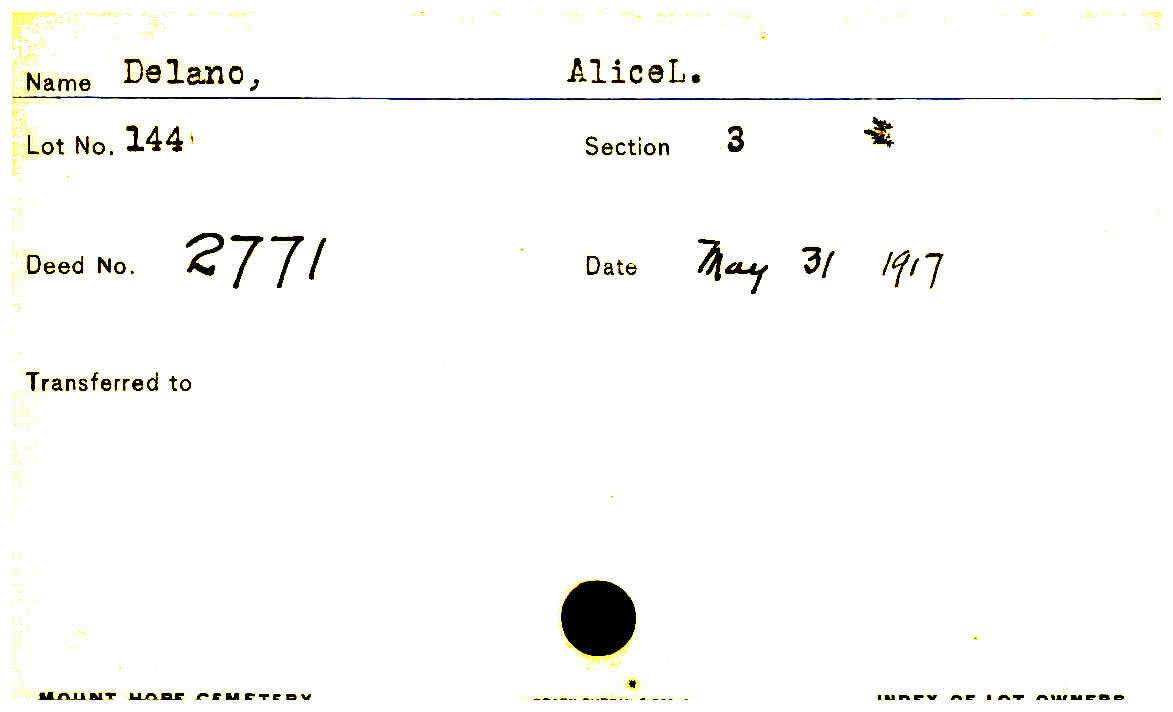 Name Delano, AliceL.
Lot No. 144 Section 3
Deed No. 2771 Date May 31 1917
Transferred to
MOUNT HOPE CEMETERY INDEX OF LOT OWNERS